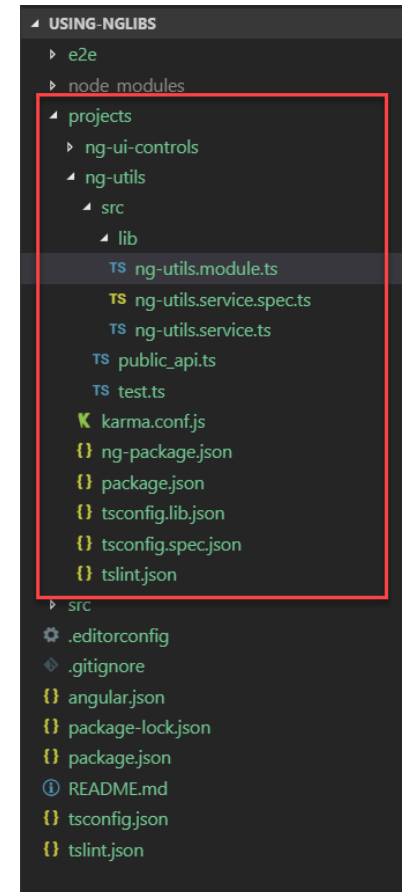 USING-NGLIBS
e2e
node_modules
projects
ng-ui-controls
ng-utils
src
lib
TS ng-utils.module.ts
TS ng-utils.service.spec.ts
TS ng-utils.service.ts
TS public_api.ts
TS test.ts
K karma.conf.js
{} ng-package.json
{} package.json
{} tsconfig.lib.json
{} tsconfig.spec.json
{} tslint.json
src
.editorconfig
.gitignore
{} angular.json
{} package-lock.json
{} package.json
README.md
{} tsconfig.json
{} tslint.json